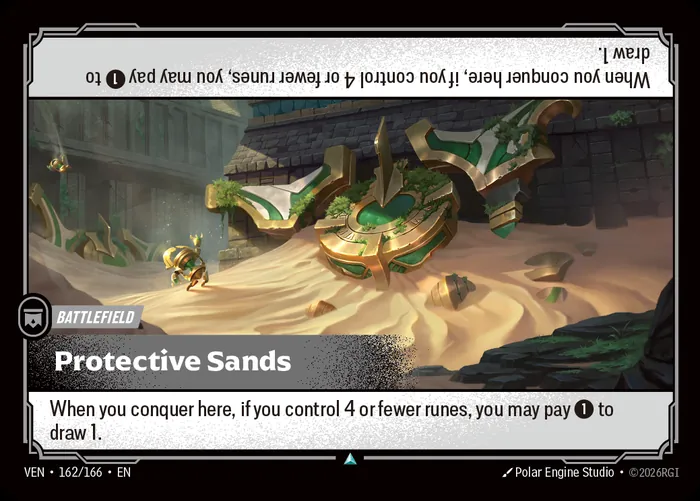 When you conquer here, if you control 4 or fewer runes, you may pay 1 to
draw 1.
BATTLEFIELD
Protective Sands
When you conquer here, if you control 4 or fewer runes, you may pay 1 to
draw 1.
VEN • 162/166 • EN
Polar Engine Studio • ©2026RGI